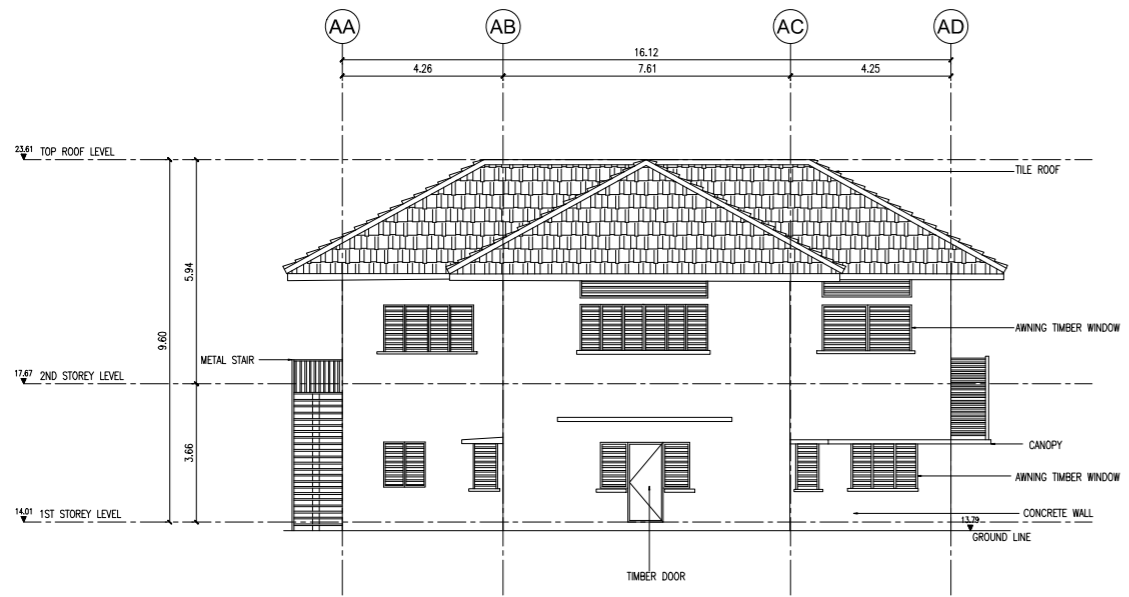 AA
AB
AC
AD
16.12
4.26
7.61
4.25
23.61 TOP ROOF LEVEL
TILE ROOF
5.94
9.60
AWNING TIMBER WINDOW
METAL STAIR
17.67 2ND STOREY LEVEL
3.66
CANOPY
AWNING TIMBER WINDOW
14.01 1ST STOREY LEVEL
CONCRETE WALL
13.79
GROUND LINE
TIMBER DOOR